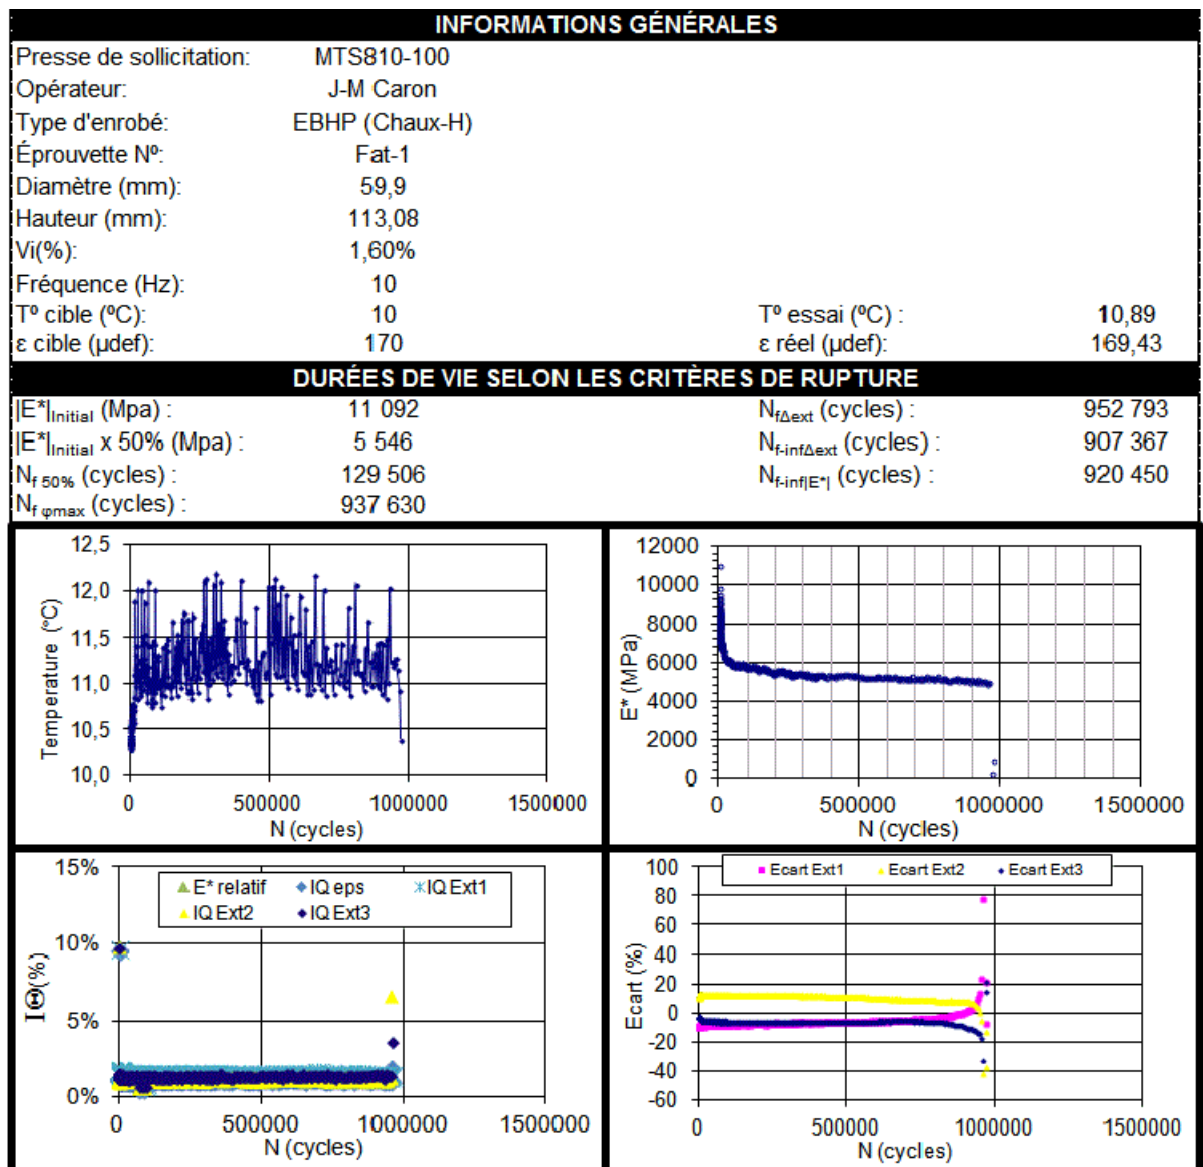 INFORMATIONS GÉNÉRALES
Presse de sollicitation: MTS810-100
Opérateur: J-M Caron
Type d'enrobé: EBHP (Chaux-H)
Éprouvette Nº: Fat-1
Diamètre (mm): 59,9
Hauteur (mm): 113,08
Vi(%): 1,60%
Fréquence (Hz): 10
Tº cible (ºC): 10 Tº essai (ºC) : 10,89
ε cible (µdef): 170 ε réel (µdef): 169,43
DURÉES DE VIE SELON LES CRITÈRES DE RUPTURE
|E*|Initial (Mpa) : 11 092 NfΔext (cycles) : 952 793
|E*|Initial x 50% (Mpa) : 5 546 Nf-infΔext (cycles) : 907 367
Nf 50% (cycles) : 129 506 Nf-inf|E*| (cycles) : 920 450
Nf φmax (cycles) : 937 630
Temperature (ºC)
12,5
12,0
11,5
11,0
10,5
10,0
0 500000 1000000 1500000
N (cycles)
E* (MPa)
12000
10000
8000
6000
4000
2000
0
0 500000 1000000 1500000
N (cycles)
IΘ(%)
15%
10%
5%
0%
E* relatif IQ eps IQ Ext1
IQ Ext2 IQ Ext3
0 500000 1000000 1500000
N (cycles)
Ecart (%)
100
80
60
40
20
0
-20
-40
-60
Ecart Ext1 Ecart Ext2 Ecart Ext3
0 500000 1000000 1500000
N (cycles)